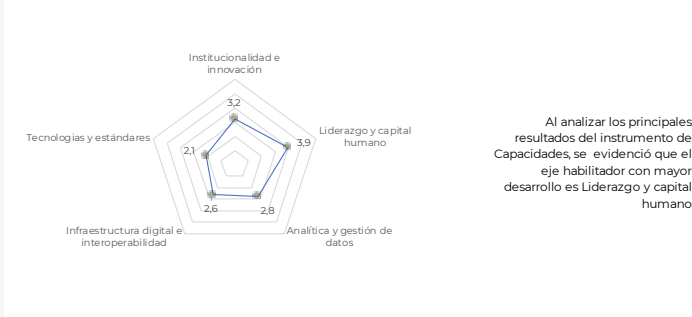 Institucionalidad e
innovación
3,2
Liderazgo y capital
humano
3,9
Analítica y gestión de
datos
2,8
Infraestructura digital e
interoperabilidad
2,6
Tecnologias y estándares
2,1
Al analizar los principales
resultados del instrumento de
Capacidades, se evidenció que el
eje habilitador con mayor
desarrollo es Liderazgo y capital
humano